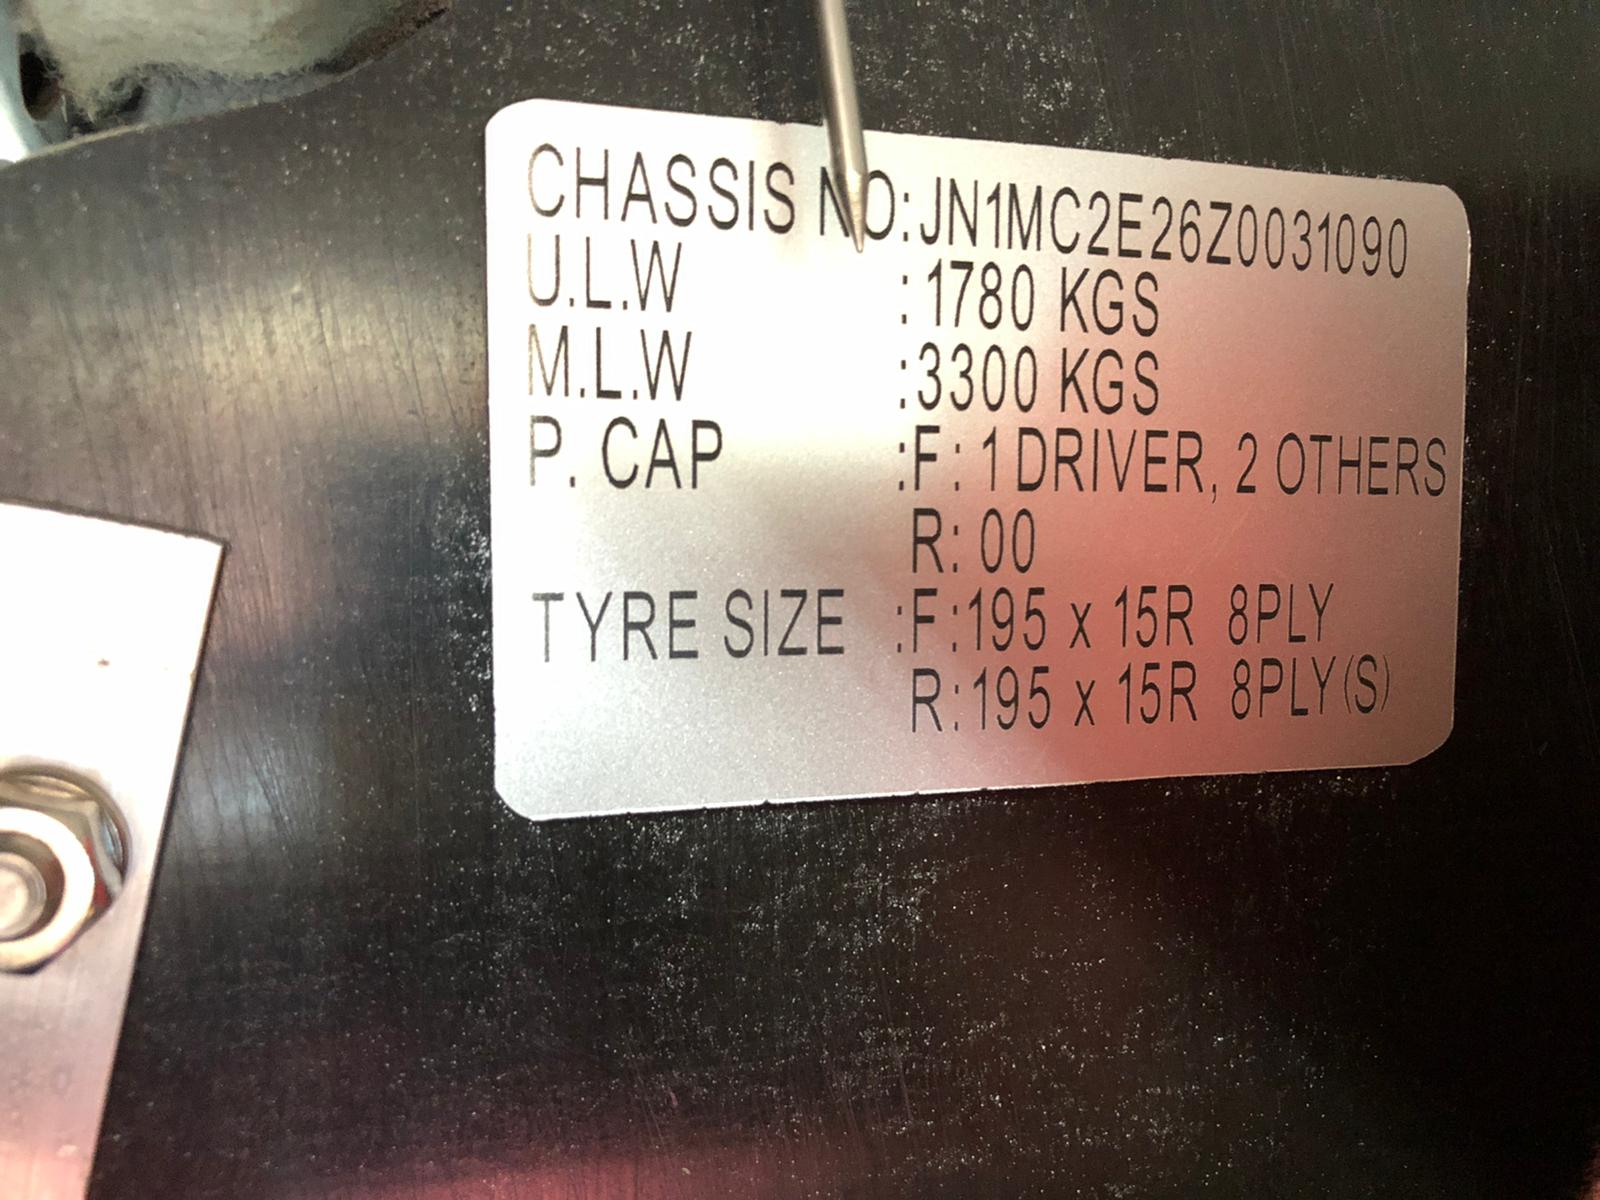 CHASSIS NO:JN1MC2E26Z0031090
U.L.W :1780 KGS
M.L.W :3300 KGS
P. CAP :F: 1 DRIVER, 2 OTHERS
R: 00
TYRE SIZE :F:195 x 15R 8PLY
R:195 x 15R 8PLY(S)